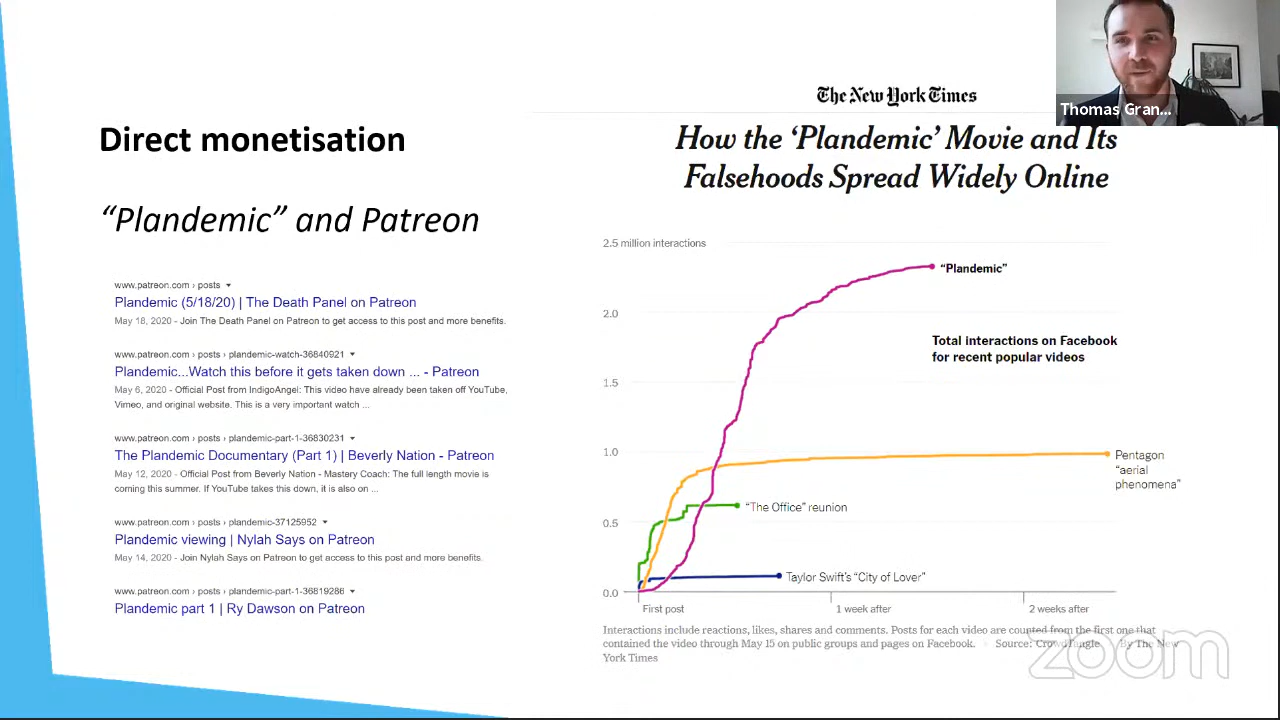 Direct monetisation
“Plandemic” and Patreon
www.patreon.com › posts
Plandemic (5/18/20) | The Death Panel on Patreon
May 18, 2020 - Join The Death Panel on Patreon to get access to this post and more benefits.
www.patreon.com › posts › plandemic-watch-36840921
Plandemic...Watch this before it gets taken down ... - Patreon
May 6, 2020 - Official Post from IndigoAngel: This video have already been taken off YouTube,
Vimeo, and original website. This is a very important watch ...
www.patreon.com › posts › plandemic-part-1-36830231
The Plandemic Documentary (Part 1) | Beverly Nation - Patreon
May 12, 2020 - Official Post from Beverly Nation - Mastery Coach: The full length movie is
coming this summer. If YouTube takes this down, it is also on ...
www.patreon.com › posts › plandemic-37125952
Plandemic viewing | Nylah Says on Patreon
May 14, 2020 - Join Nylah Says on Patreon to get access to this post and more benefits.
www.patreon.com › posts › plandemic-part-1-36819286
Plandemic part 1 | Ry Dawson on Patreon
The New York Times
How the ‘Plandemic’ Movie and Its
Falsehoods Spread Widely Online
2.5 million interactions
“Plandemic”
2.0
Total interactions on Facebook
for recent popular videos
1.5
1.0
Pentagon
“aerial
phenomena”
“The Office” reunion
0.5
Taylor Swift’s “City of Lover”
0.0
First post
1 week after
2 weeks after
Interactions include reactions, likes, shares and comments. Posts for each video are counted from the first one that
contained the video through May 15 on public groups and pages on Facebook. Source: CrowdTangle By The New
York Times
Thomas Gran...
zoom